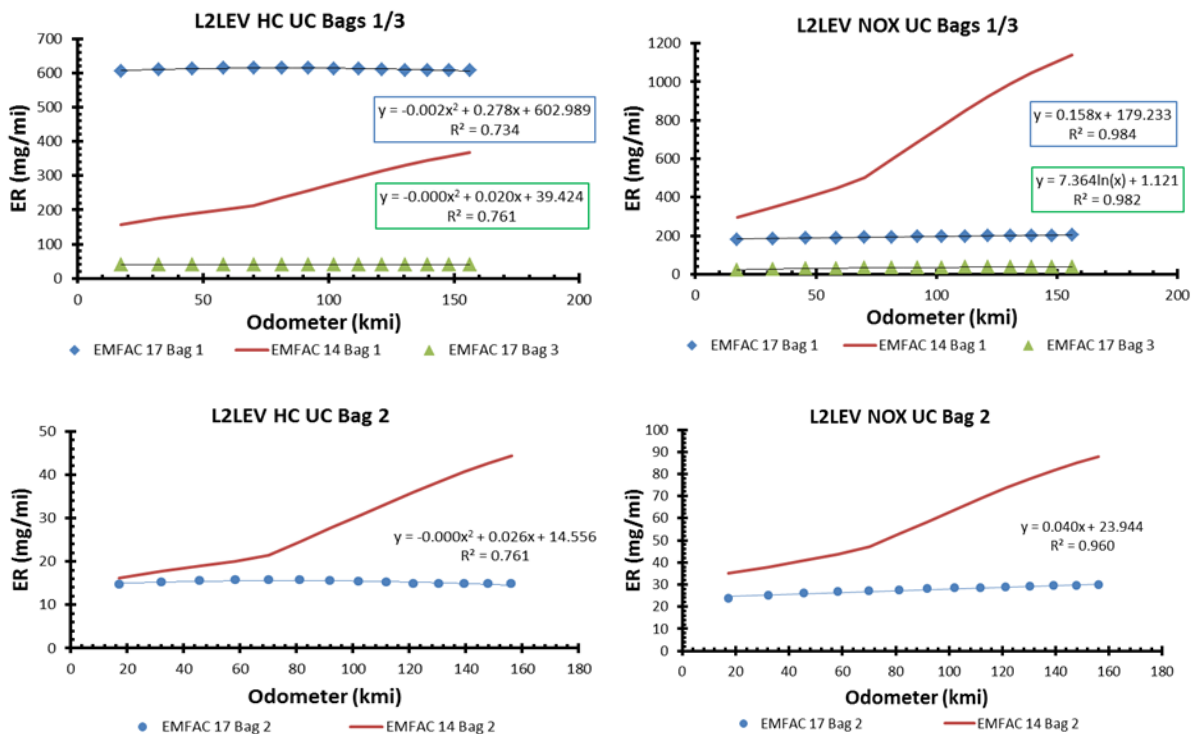 L2LEV HC UC Bags 1/3
700
600
500
400
300
200
100
0
ER (mg/mi)
y = -0.002x² + 0.278x + 602.989
R² = 0.734
y = -0.000x² + 0.020x + 39.424
R² = 0.761
0 50 100 150 200
Odometer (kmi)
EMFAC 17 Bag 1 EMFAC 14 Bag 1 EMFAC 17 Bag 3
L2LEV NOX UC Bags 1/3
1200
1000
800
600
400
200
0
ER (mg/mi)
y = 0.158x + 179.233
R² = 0.984
y = 7.364ln(x) + 1.121
R² = 0.982
0 50 100 150 200
Odometer (kmi)
EMFAC 17 Bag 1 EMFAC 14 Bag 1 EMFAC 17 Bag 3
L2LEV HC UC Bag 2
50
40
30
20
10
0
ER (mg/mi)
y = -0.000x² + 0.026x + 14.556
R² = 0.761
0 20 40 60 80 100 120 140 160 180
Odometer (kmi)
EMFAC 17 Bag 2 EMFAC 14 Bag 2
L2LEV NOX UC Bag 2
100
90
80
70
60
50
40
30
20
10
0
ER (mg/mi)
y = 0.040x + 23.944
R² = 0.960
0 20 40 60 80 100 120 140 160 180
Odometer (kmi)
EMFAC 17 Bag 2 EMFAC 14 Bag 2